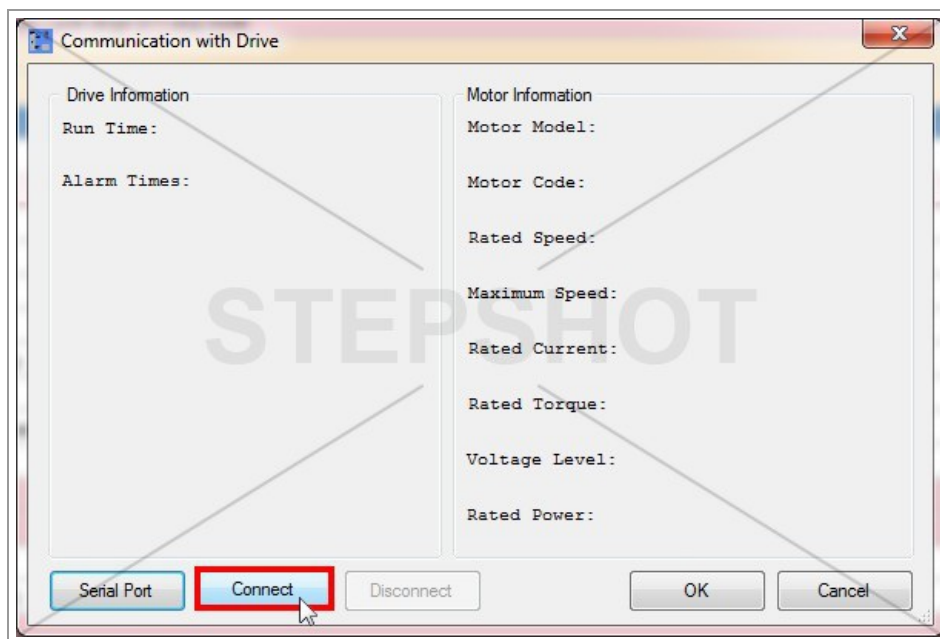 Communication with Drive
Drive Information
Run Time:
Alarm Times:
Motor Information
Motor Model:
Motor Code:
Rated Speed:
Maximum Speed:
Rated Current:
Rated Torque:
Voltage Level:
Rated Power:
STEPSHOT
Serial Port
Connect
Disconnect
OK
Cancel